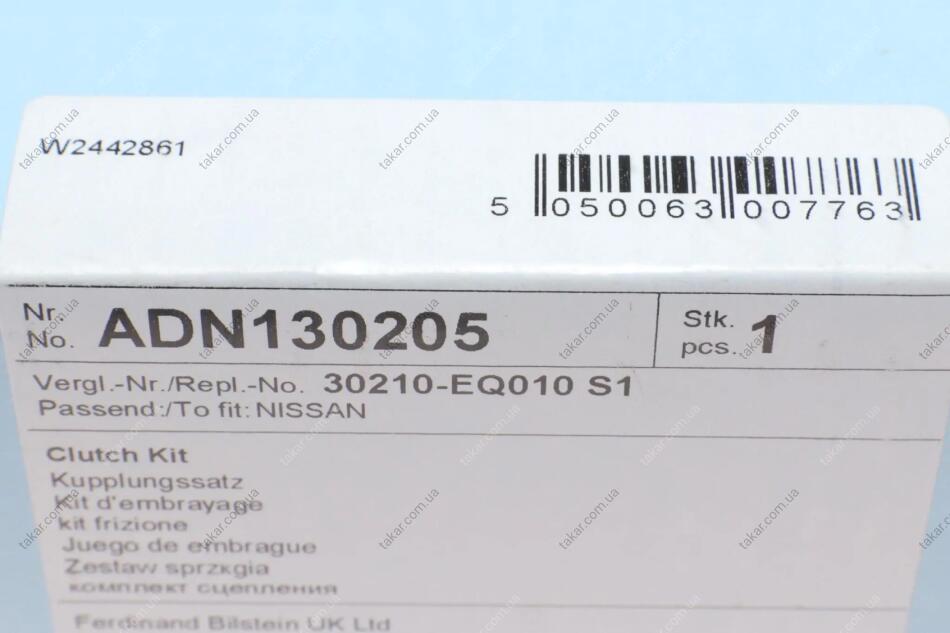 W2442861
5 050063 007763
Nr.
No. ADN130205
Stk.
pcs. 1
Vergl.-Nr./Repl.-No. 30210-EQ010 S1
Passend:/To fit: NISSAN
Clutch Kit
Kupplungssatz
Kit d'embrayage
kit frizione
Juego de embrague
Zestaw sprzкgia
комплект сцепления
Ferdinand Bilstein UK Ltd
takar.com.ua